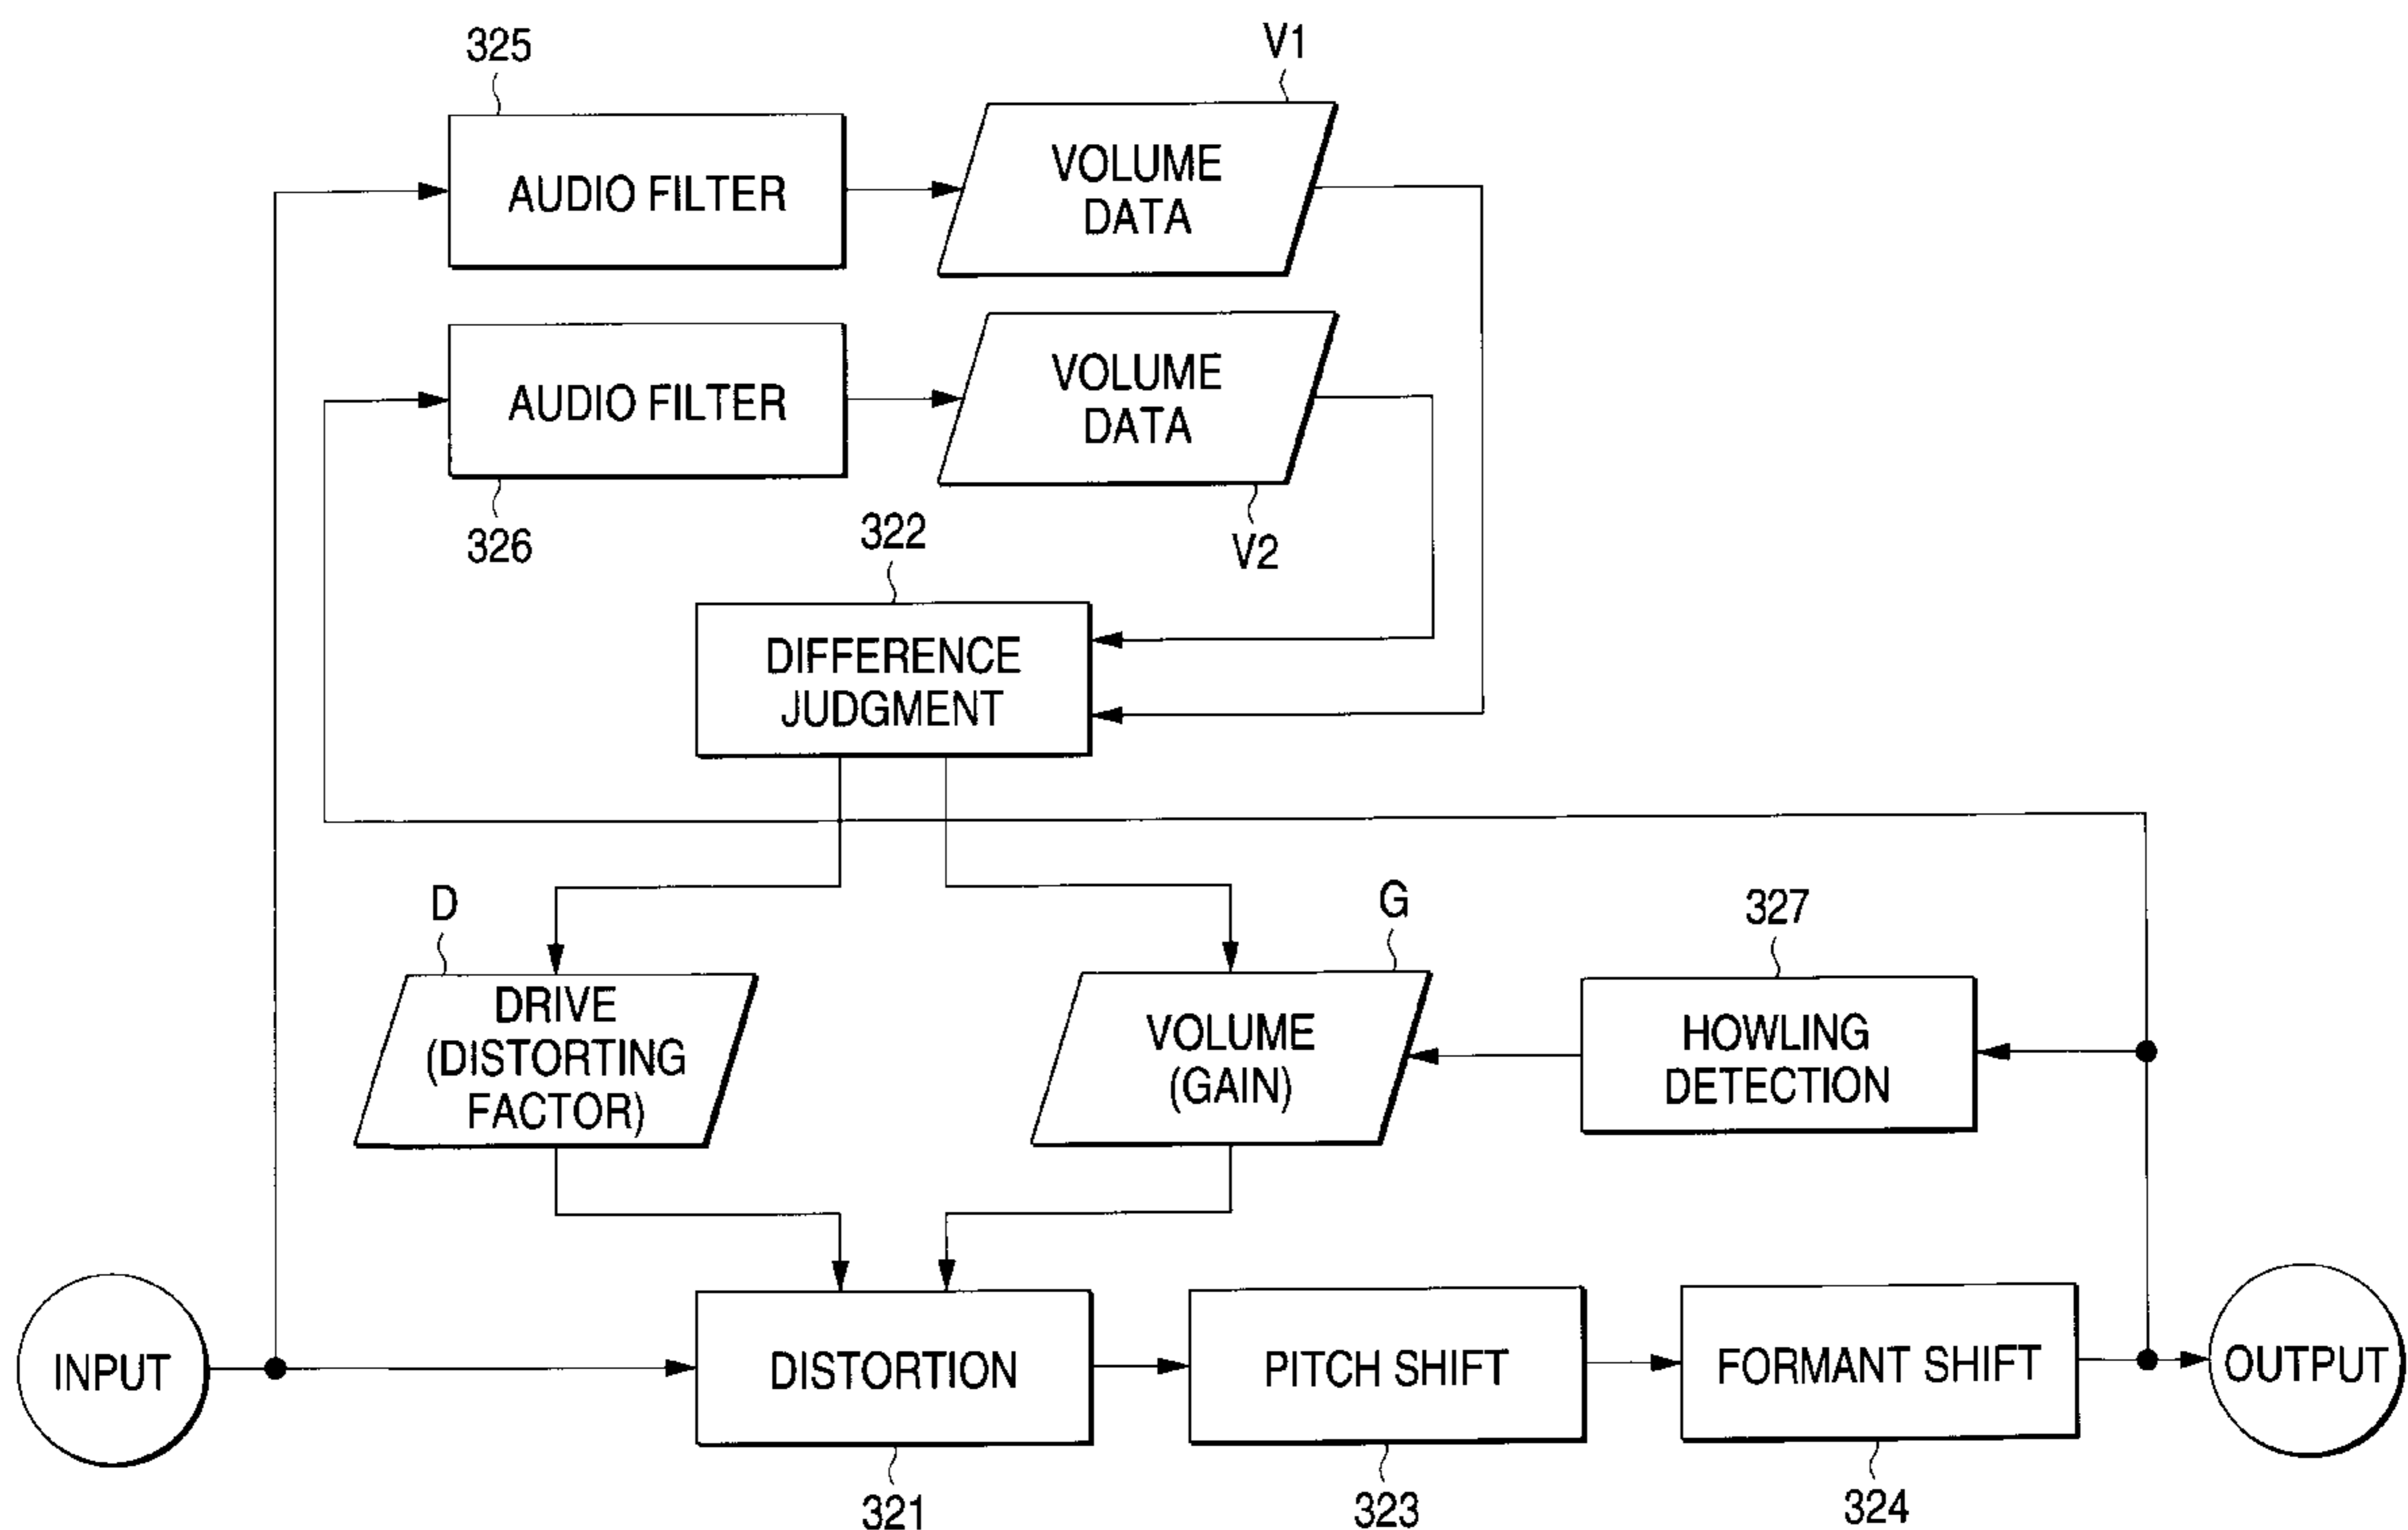 325
V1
AUDIO FILTER
VOLUME
DATA
AUDIO FILTER
VOLUME
DATA
326
322
V2
DIFFERENCE
JUDGMENT
D
G
327
DRIVE
(DISTORTING
FACTOR)
VOLUME
(GAIN)
HOWLING
DETECTION
INPUT
DISTORTION
PITCH SHIFT
FORMANT SHIFT
OUTPUT
321
323
324